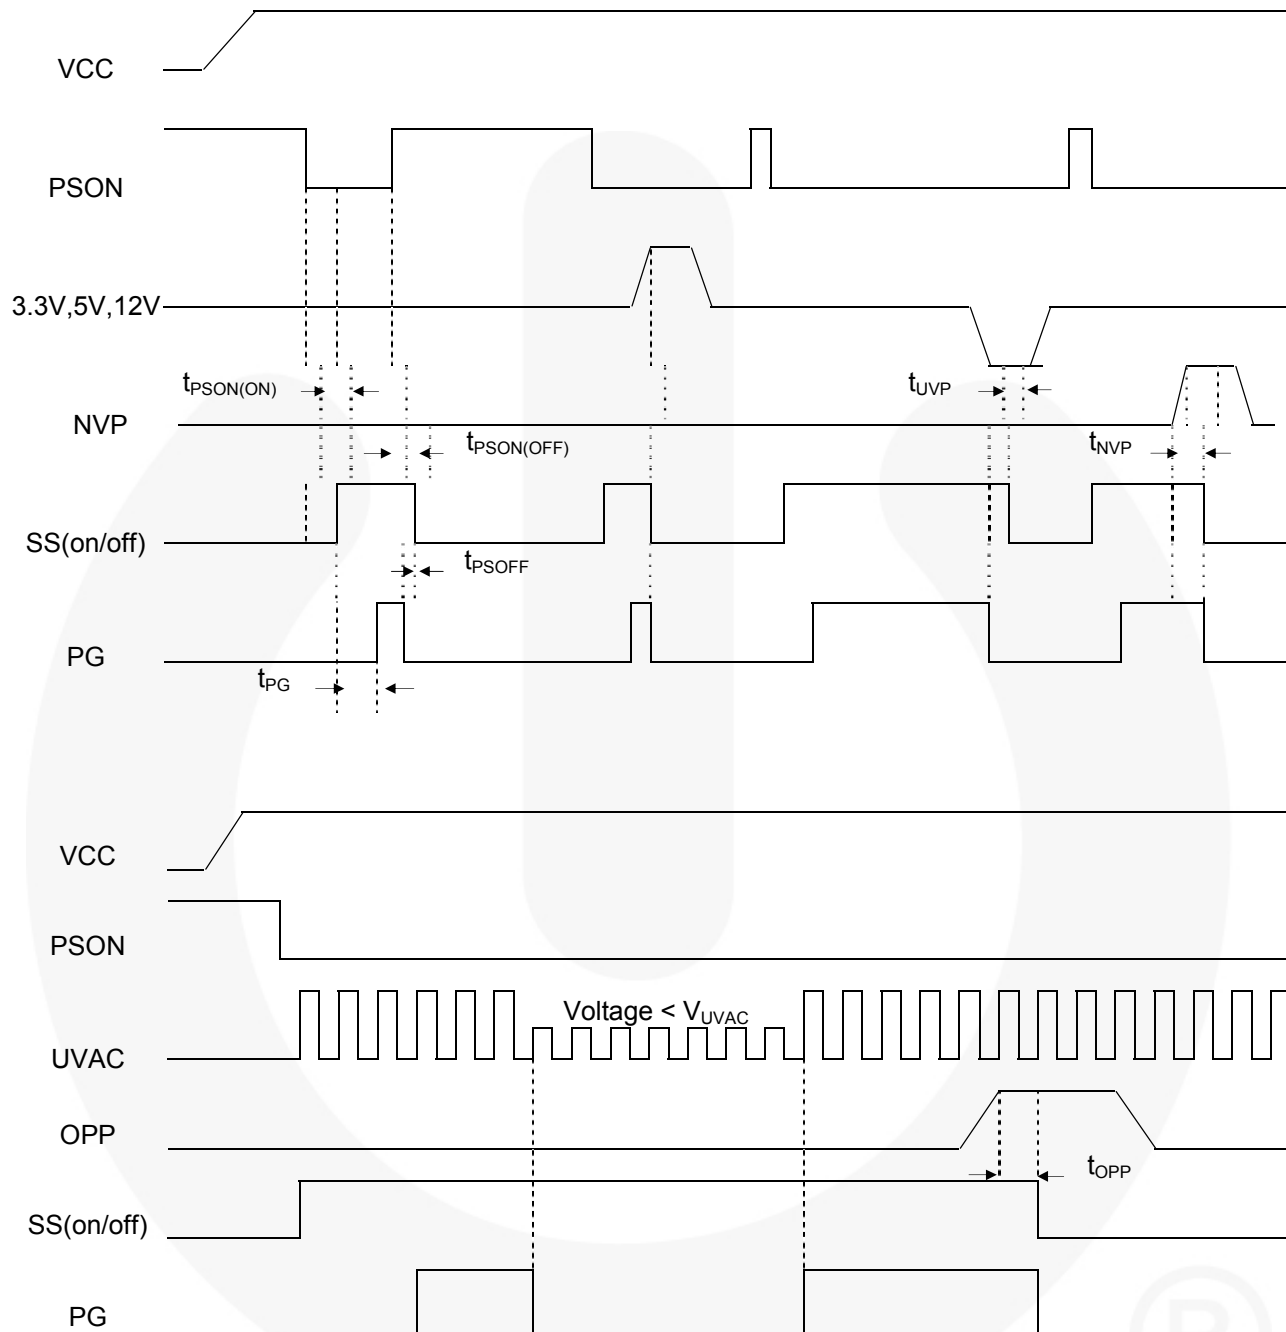 VCC
PSON
3.3V,5V,12V
tPSON(ON)
tUVP
NVP
tPSON(OFF)
tNVP
SS(on/off)
tPSOFF
PG
tPG
VCC
PSON
Voltage < VUVAC
UVAC
OPP
tOPP
SS(on/off)
PG
®